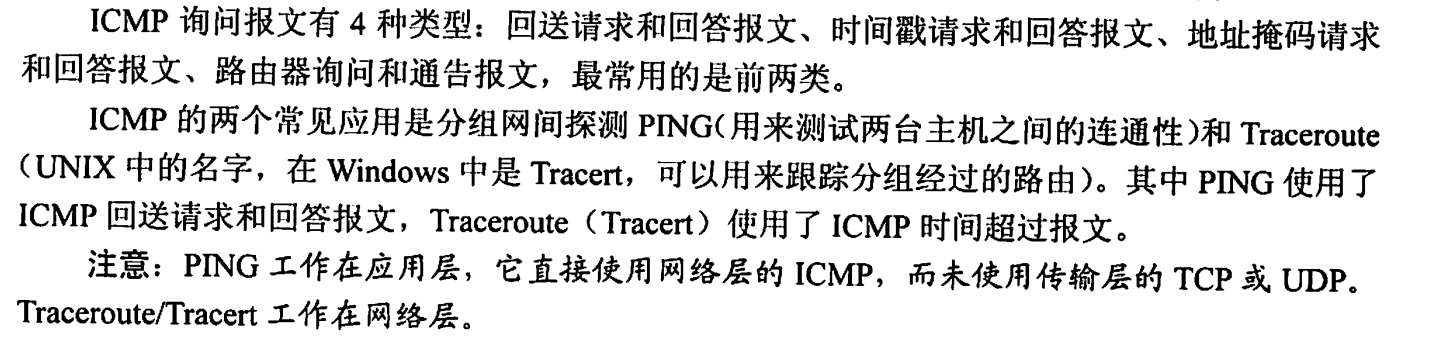 ICMP 询问报文有 4 种类型：回送请求和回答报文、时间戳请求和回答报文、地址掩码请求
和回答报文、路由器询问和通告报文，最常用的是前两类。
ICMP 的两个常见应用是分组网间探测 PING（用来测试两台主机之间的连通性）和 Traceroute
（UNIX 中的名字，在 Windows 中是 Tracert，可以用来跟踪分组经过的路由）。其中 PING 使用了
ICMP 回送请求和回答报文，Traceroute（Tracert）使用了 ICMP 时间超过报文。
注意：PING 工作在应用层，它直接使用网络层的 ICMP，而未使用传输层的 TCP 或 UDP。
Traceroute/Tracert 工作在网络层。